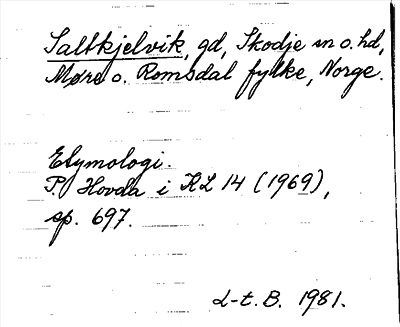 Saltkjelvik, gd, Skodje sn o. hd,
Møre o. Romsdal fylke, Norge.
Etymologi.
P. Hovda i KL 14 (1969),
sp. 697.
L-t. B. 1981.